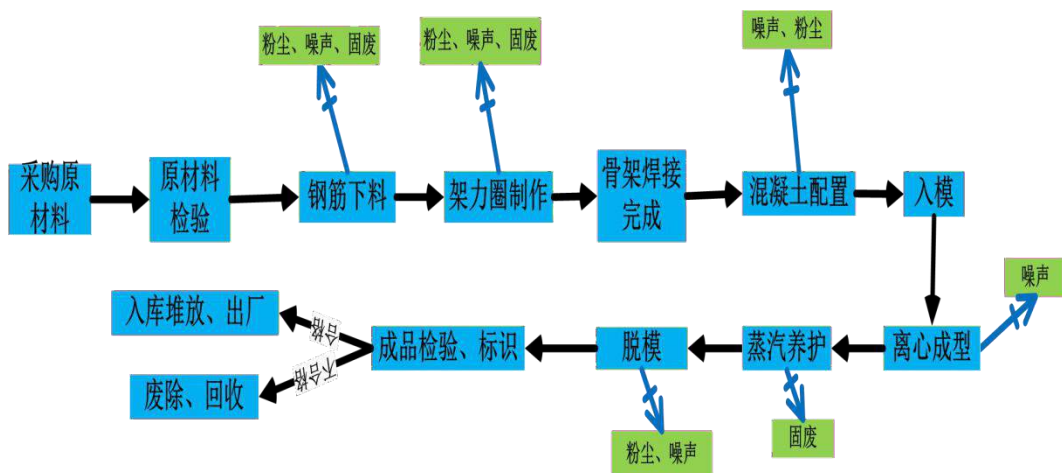 粉尘、噪声、固废
粉尘、噪声、固废
噪声、粉尘
采购原
材料
原材料
检验
钢筋下料
架力圈制作
骨架焊接
完成
混凝土配置
入模
噪声
入库堆放、出厂
合格
成品检验、标识
脱模
蒸汽养护
离心成型
不合格
废除、回收
粉尘、噪声
固废